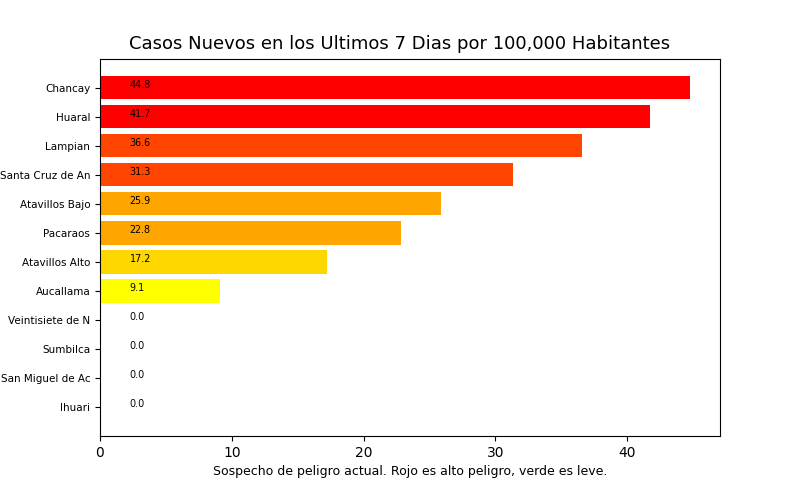 Casos Nuevos en los Ultimos 7 Dias por 100,000 Habitantes
Chancay 44.8
Huaral 41.7
Lampian 36.6
Santa Cruz de An 31.3
Atavillos Bajo 25.9
Pacaraos 22.8
Atavillos Alto 17.2
Aucallama 9.1
Veintisiete de N 0.0
Sumbilca 0.0
San Miguel de Ac 0.0
Ihuari 0.0
0 10 20 30 40
Sospecho de peligro actual. Rojo es alto peligro, verde es leve.